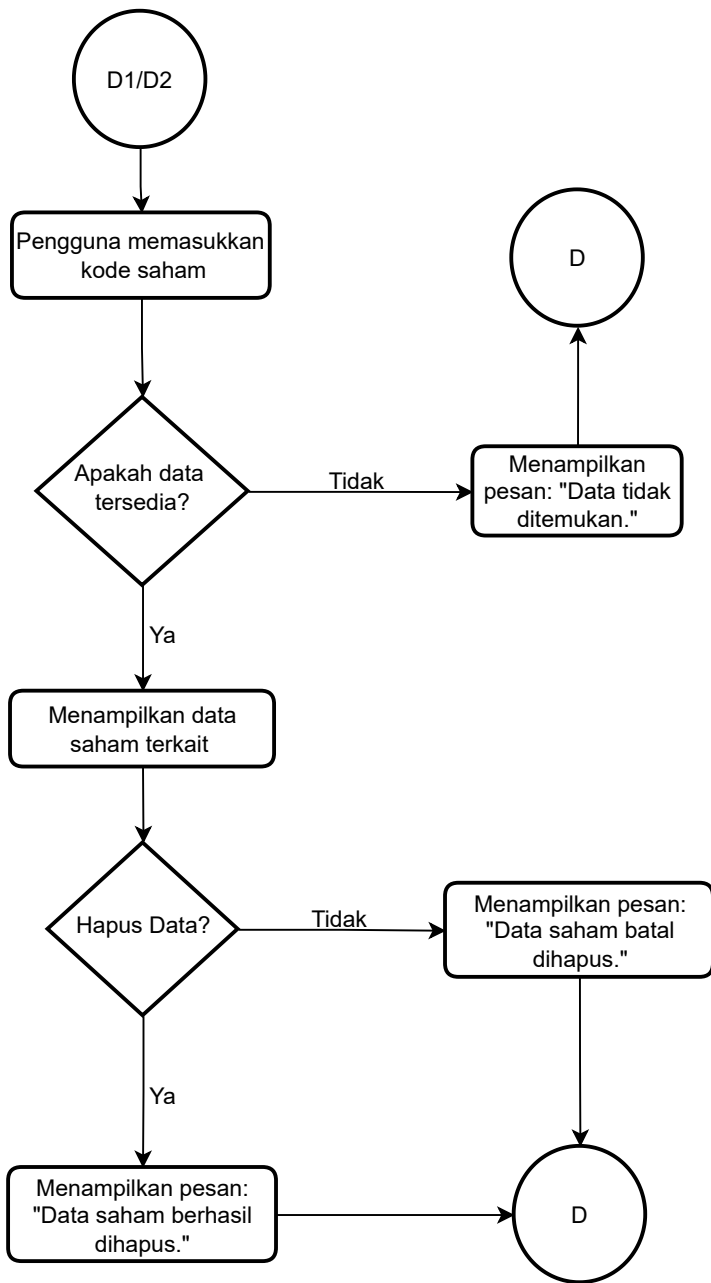 D1/D2
Pengguna memasukkan
kode saham
D
Apakah data
tersedia?
Tidak
Menampilkan
pesan: "Data tidak
ditemukan."
Ya
Menampilkan data
saham terkait
Hapus Data?
Tidak
Menampilkan pesan:
"Data saham batal
dihapus."
Ya
Menampilkan pesan:
"Data saham berhasil
dihapus."
D